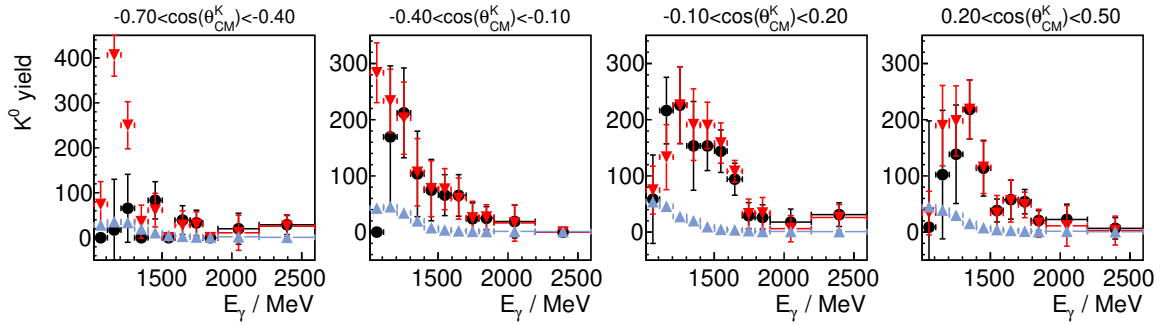 -0.70<cos(θ^K_CM)<-0.40
-0.40<cos(θ^K_CM)<-0.10
-0.10<cos(θ^K_CM)<0.20
0.20<cos(θ^K_CM)<0.50
K^0 yield
400
300
200
100
0
1500 2000 2500
E_γ / MeV
300
200
100
0
1500 2000 2500
E_γ / MeV
300
200
100
0
1500 2000 2500
E_γ / MeV
300
200
100
0
1500 2000 2500
E_γ / MeV